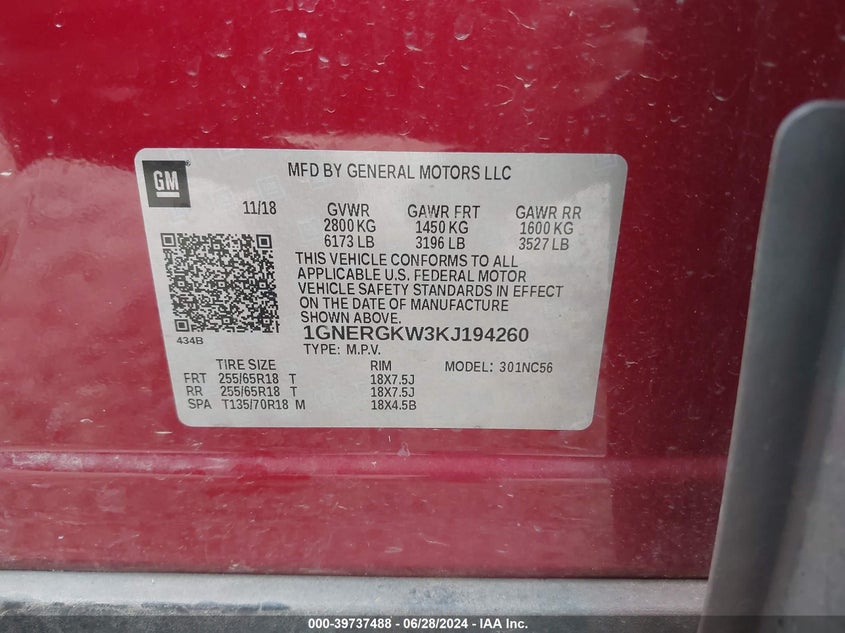 GM
MFD BY GENERAL MOTORS LLC
11/18
GVWR GAWR FRT GAWR RR
2800 KG 1450 KG 1600 KG
6173 LB 3196 LB 3527 LB
THIS VEHICLE CONFORMS TO ALL
APPLICABLE U.S. FEDERAL MOTOR
VEHICLE SAFETY STANDARDS IN EFFECT
ON THE DATE OF MANUFACTURE
SHOWN ABOVE.
434B
1GNERGKW3KJ194260
TYPE: M.P.V. MODEL: 301NC56
TIRE SIZE RIM
FRT 255/65R18 T 18X7.5J
RR 255/65R18 T 18X7.5J
SPA T135/70R18 M 18X4.5B
000-39737488 - 06/28/2024 - IAA Inc.